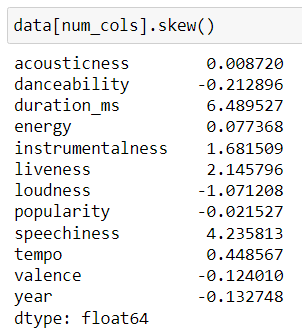 data[num_cols].skew()
acousticness 0.008720
danceability -0.212896
duration_ms 6.489527
energy 0.077368
instrumentalness 1.681509
liveness 2.145796
loudness -1.071208
popularity -0.021527
speechiness 4.235813
tempo 0.448567
valence -0.124010
year -0.132748
dtype: float64